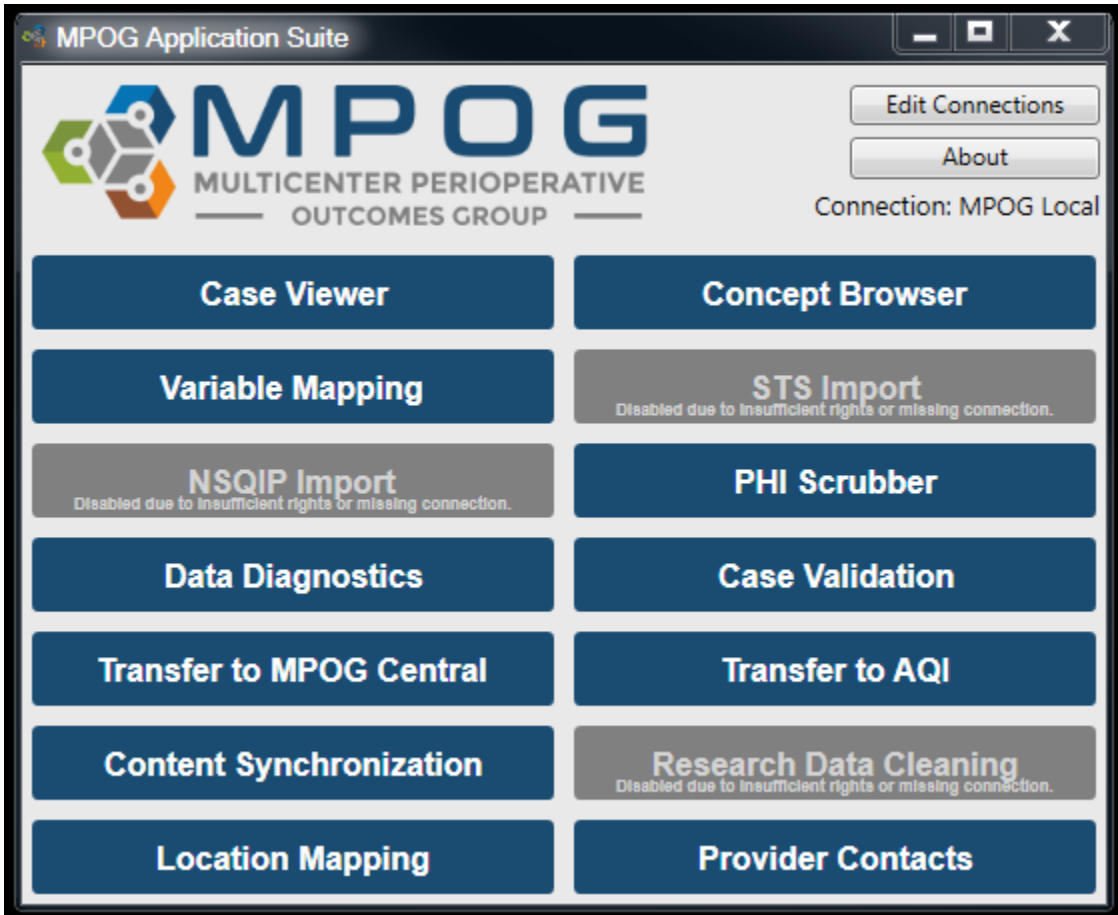 MPOG Application Suite
MPOG
MULTICENTER PERIOPERATIVE
OUTCOMES GROUP
Edit Connections
About
Connection: MPOG Local
Case Viewer
Concept Browser
Variable Mapping
STS Import
Disabled due to insufficient rights or missing connection.
NSQIP Import
Disabled due to insufficient rights or missing connection.
PHI Scrubber
Data Diagnostics
Case Validation
Transfer to MPOG Central
Transfer to AQI
Content Synchronization
Research Data Cleaning
Disabled due to insufficient rights or missing connection.
Location Mapping
Provider Contacts